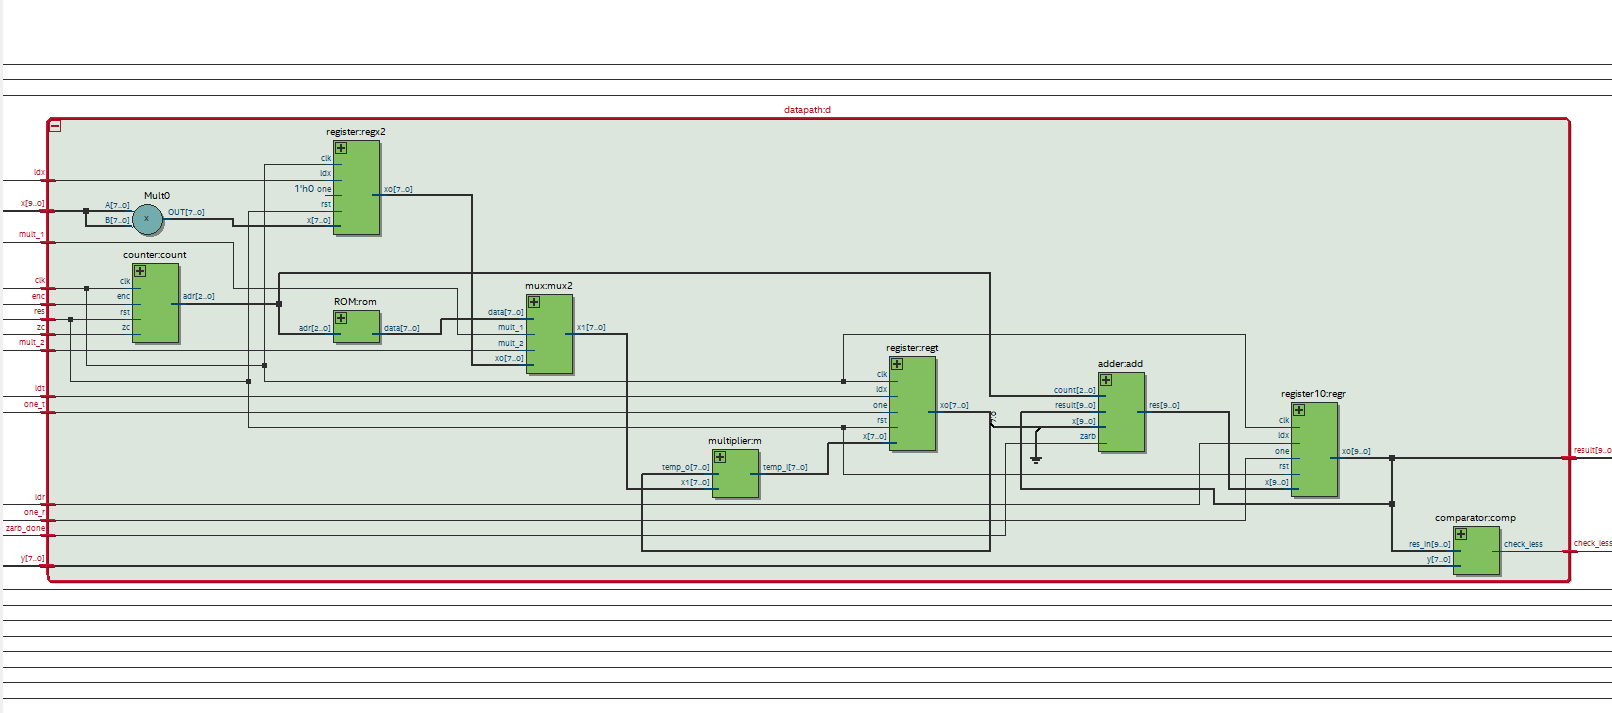 datapath:d
register:regx2
clk
ldx
1'h0 one
rst
x[7..0]
xo[7..0]
ldx
x[9..0]
mult_1
clk
enc
res
zc
mult_2
ldt
one_t
ldr
one_r
zarb_done
y[7..0]
Mult0
A[7..0]
B[7..0]
x
OUT[7..0]
counter:count
clk
enc
rst
zc
adr[2..0]
ROM:rom
adr[2..0]
data[7..0]
mux:mux2
data[7..0]
mult_1
mult_2
xo[7..0]
x1[7..0]
multiplier:m
temp_o[7..0]
x1[7..0]
temp_i[7..0]
register:regt
clk
ldx
one
rst
x[7..0]
xo[7..0]
7:0
adder:add
count[2..0]
result[9..0]
x[9..0]
zarb
res[9..0]
register10:regr
clk
ldx
one
rst
x[9..0]
xo[9..0]
comparator:comp
res_in[9..0]
y[7..0]
check_less
result[9..0
check_less